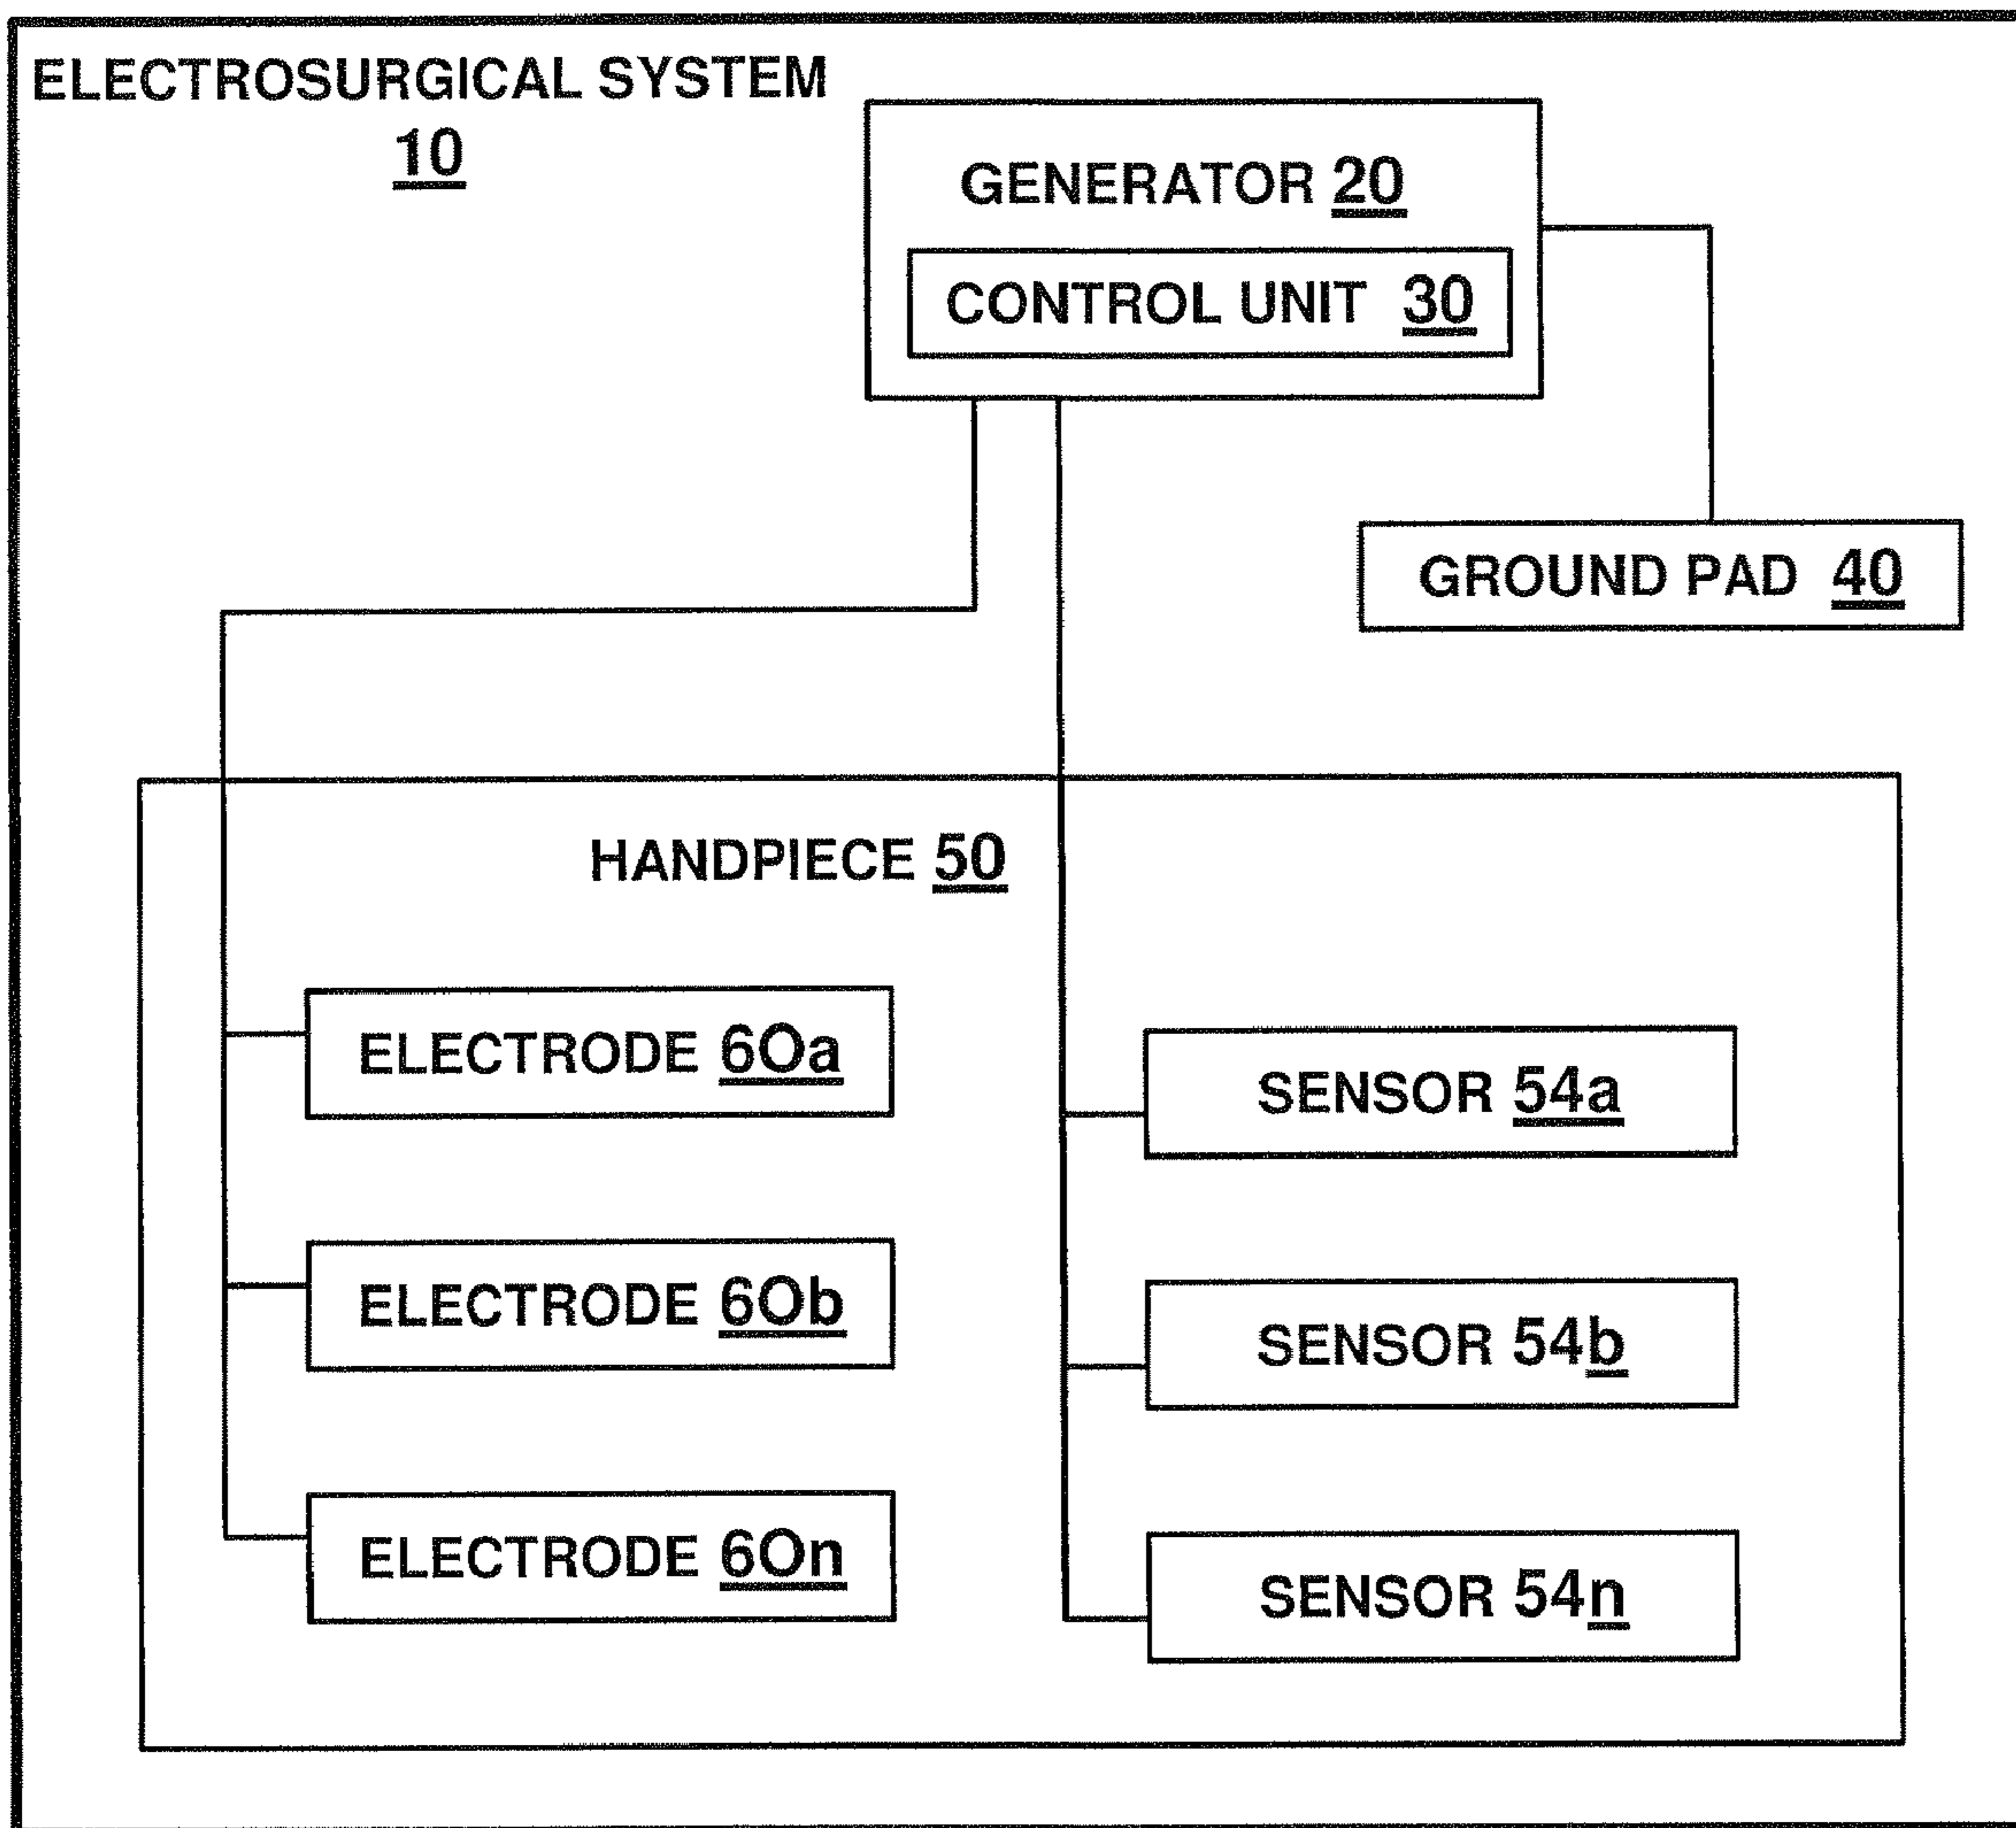 ELECTROSURGICAL SYSTEM
10
GENERATOR 20
CONTROL UNIT 30
GROUND PAD 40
HANDPIECE 50
ELECTRODE 60a
ELECTRODE 60b
ELECTRODE 60n
SENSOR 54a
SENSOR 54b
SENSOR 54n